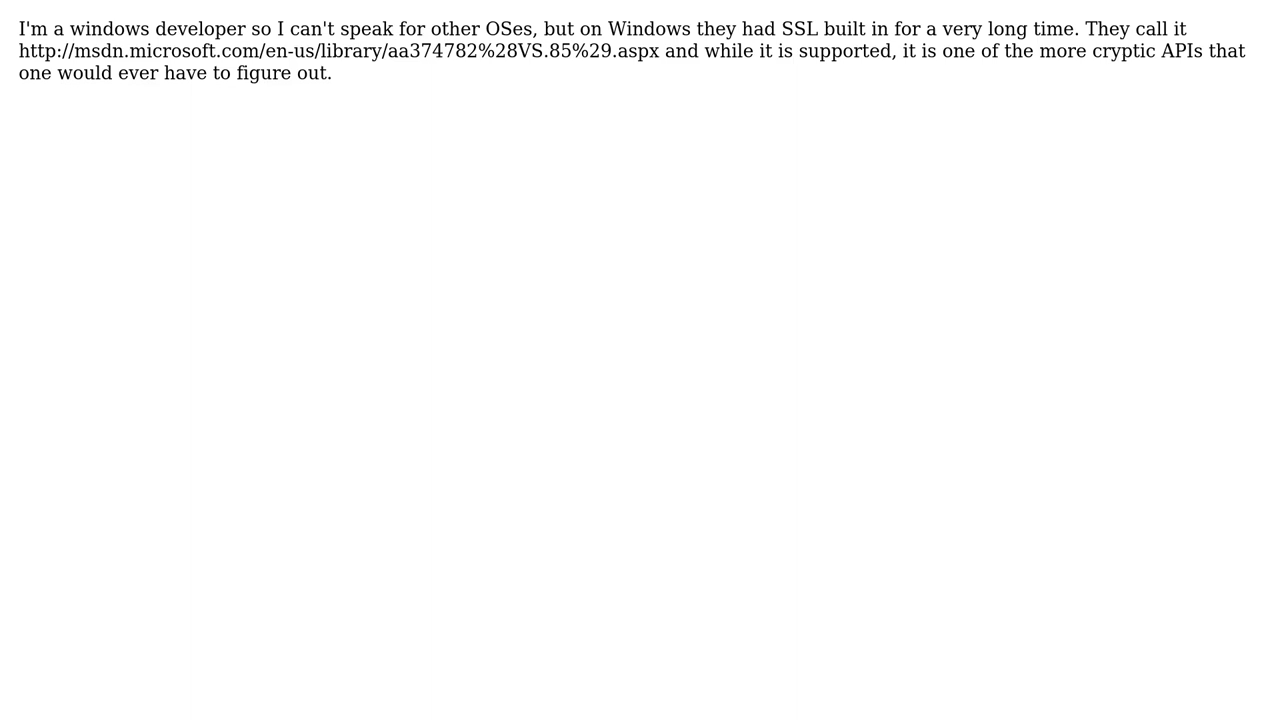 I'm a windows developer so I can't speak for other OSes, but on Windows they had SSL built in for a very long time. They call it
http://msdn.microsoft.com/en-us/library/aa374782%28VS.85%29.aspx and while it is supported, it is one of the more cryptic APIs that
one would ever have to figure out.